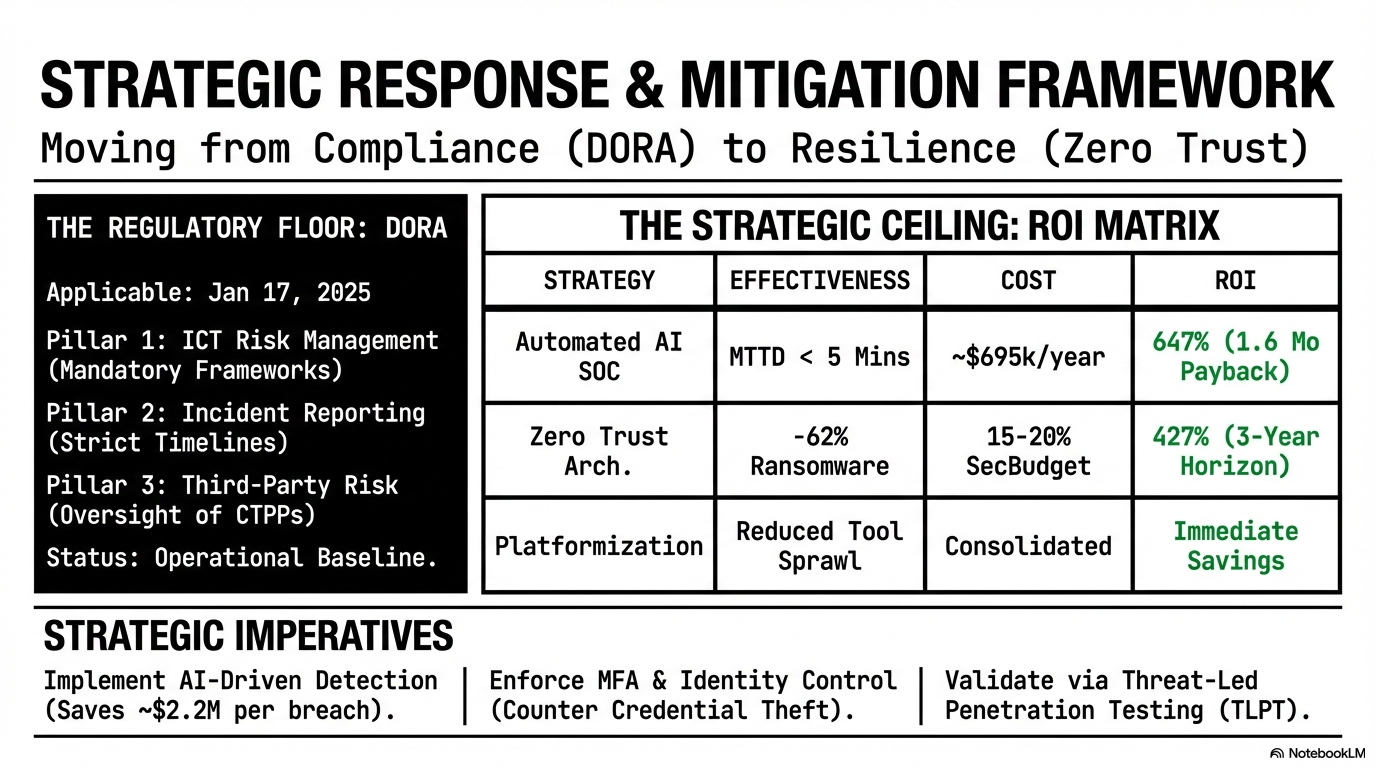 STRATEGIC RESPONSE & MITIGATION FRAMEWORK
Moving from Compliance (DORA) to Resilience (Zero Trust)
THE REGULATORY FLOOR: DORA
Applicable: Jan 17, 2025
Pillar 1: ICT Risk Management
(Mandatory Frameworks)
Pillar 2: Incident Reporting
(Strict Timelines)
Pillar 3: Third-Party Risk
(Oversight of CTPPs)
Status: Operational Baseline.
THE STRATEGIC CEILING: ROI MATRIX
STRATEGY
EFFECTIVENESS
COST
ROI
Automated AI
SOC
MTTD < 5 Mins
~$695k/year
647% (1.6 Mo
Payback)
Zero Trust
Arch.
-62%
Ransomware
15-20%
SecBudget
427% (3-Year
Horizon)
Platformization
Reduced Tool
Sprawl
Consolidated
Immediate
Savings
STRATEGIC IMPERATIVES
Implement AI-Driven Detection
(Saves ~$2.2M per breach).
Enforce MFA & Identity Control
(Counter Credential Theft).
Validate via Threat-Led
Penetration Testing (TLPT).
NotebookLM